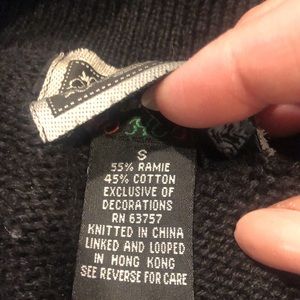 S
55% RAMIE
45% COTTON
EXCLUSIVE OF
DECORATIONS
RN 63757
KNITTED IN CHINA
LINKED AND LOOPED
IN HONG KONG
SEE REVERSE FOR CARE